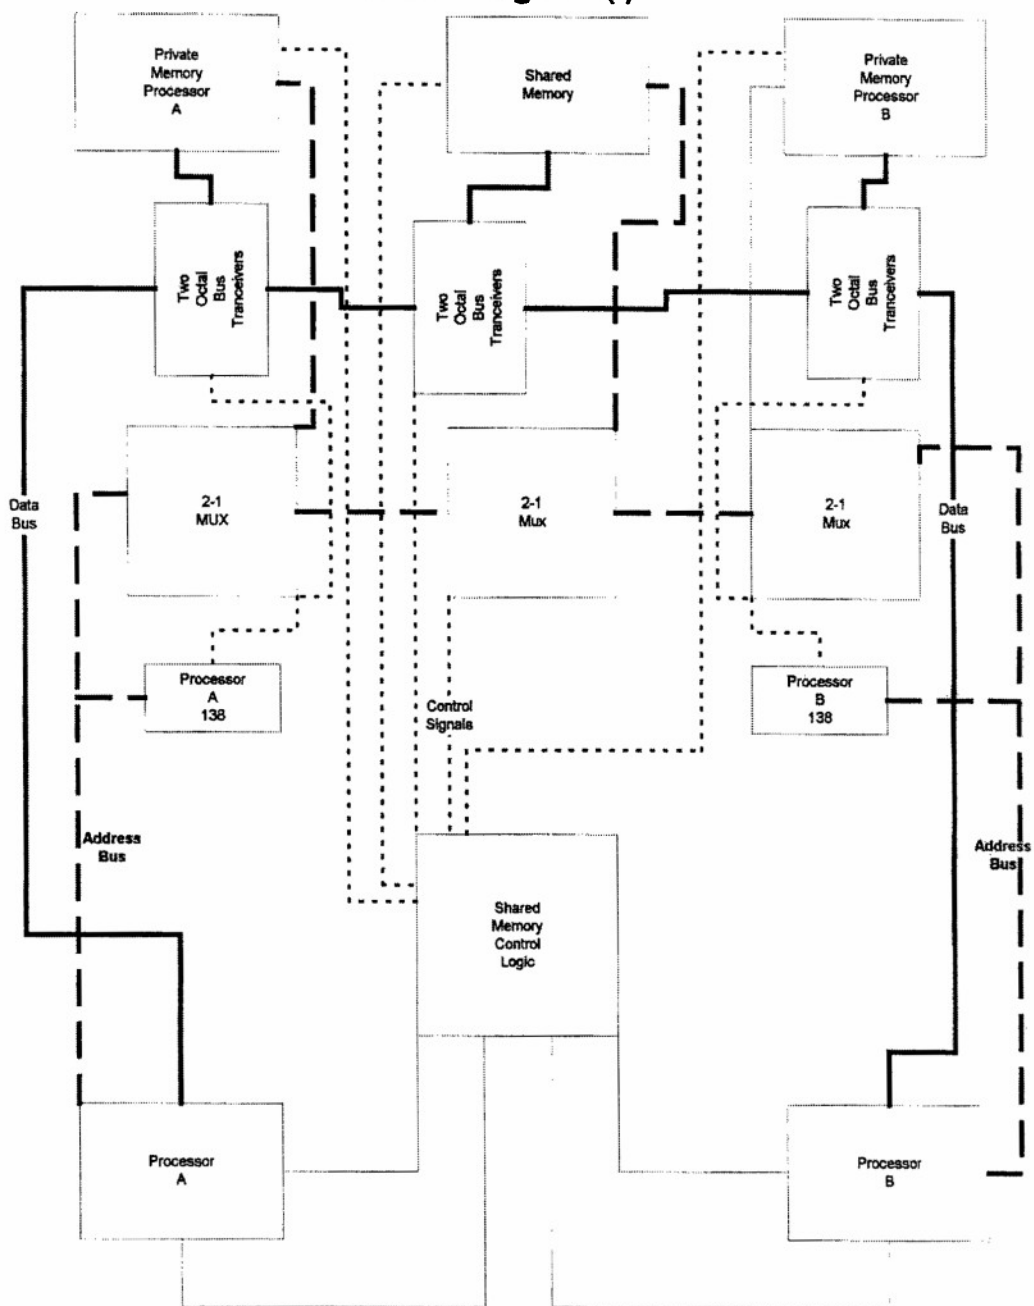 Private
Memory
Processor
A
Shared
Memory
Private
Memory
Processor
B
Two
Octal
Bus
Tranceivers
Two
Octal
Bus
Tranceivers
Two
Octal
Bus
Tranceivers
2-1
MUX
2-1
Mux
2-1
Mux
Data
Bus
Data
Bus
Processor
A
138
Processor
B
138
Control
Signals
Address
Bus
Address
Bus
Shared
Memory
Control
Logic
Processor
A
Processor
B